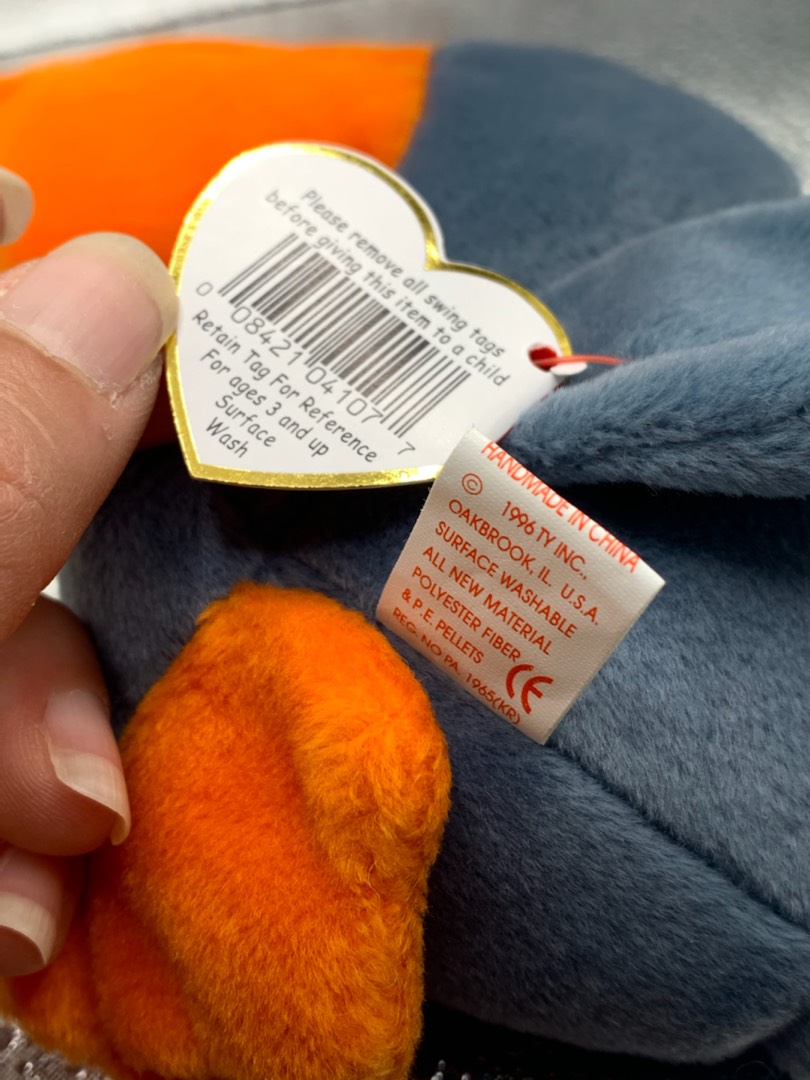 Please remove all swing tags
before giving this item to a child
0 08421 04107 7
Retain Tag For Reference
For ages 3 and up
Surface
Wash
HANDMADE IN CHINA
© 1996 TY INC.,
OAKBROOK, IL. U.S.A.
SURFACE WASHABLE
ALL NEW MATERIAL
POLYESTER FIBER
& P.E. PELLETS
REG. NO PA. 1965(KR)
CE